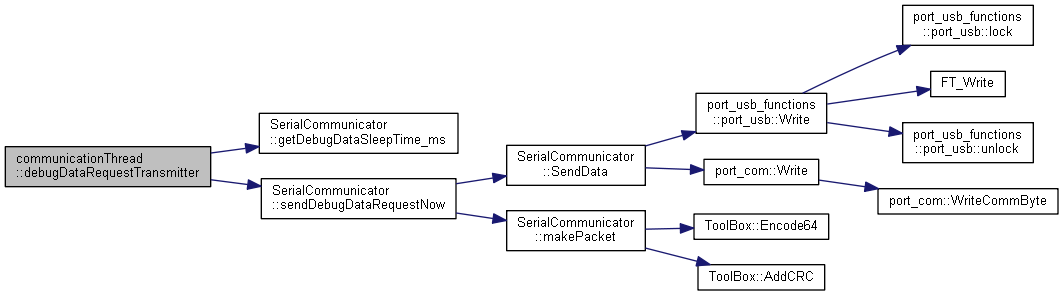 communicationThread
::debugDataRequestTransmitter
SerialCommunicator
::getDebugDataSleepTime_ms
SerialCommunicator
::sendDebugDataRequestNow
SerialCommunicator
::SendData
SerialCommunicator
::makePacket
port_usb_functions
::port_usb::Write
port_com::Write
ToolBox::Encode64
ToolBox::AddCRC
port_usb_functions
::port_usb::lock
FT_Write
port_usb_functions
::port_usb::unlock
port_com::WriteCommByte